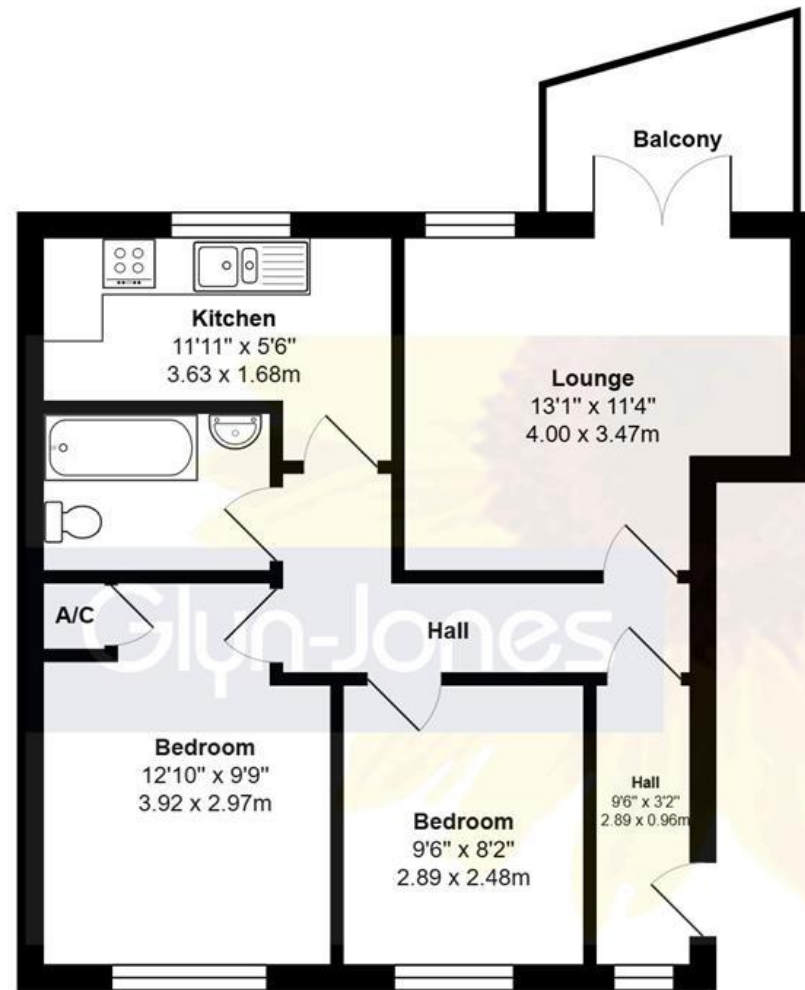 Balcony
Kitchen
11'11" x 5'6"
3.63 x 1.68m
Lounge
13'1" x 11'4"
4.00 x 3.47m
A/C
Glyn-Jones
Hall
Bedroom
12'10" x 9'9"
3.92 x 2.97m
Bedroom
9'6" x 8'2"
2.89 x 2.48m
Hall
9'6" x 3'2"
2.89 x 0.96m